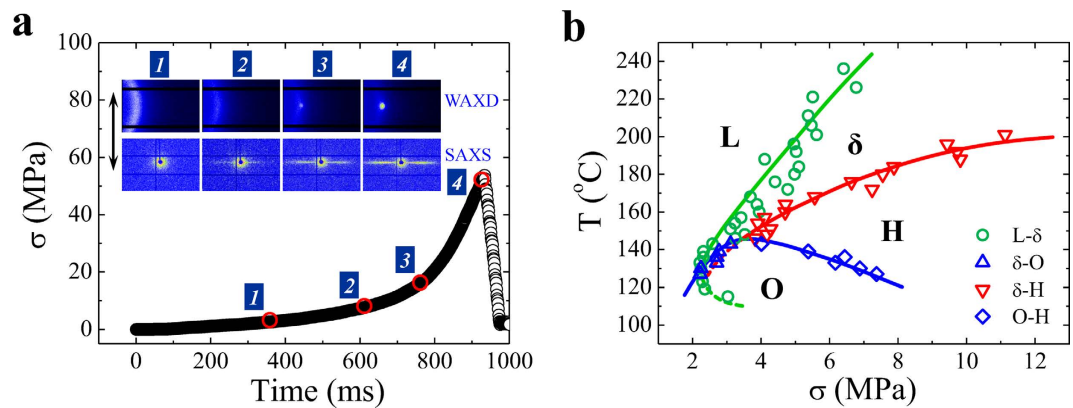 a
100
80
60
40
20
0
σ (MPa)
1 2 3 4
WAXD
SAXS
4
3
2
1
0 200 400 600 800 1000
Time (ms)
b
240
220
200
180
160
140
120
100
T (°C)
L
δ
H
O
L-δ
δ-O
δ-H
O-H
2 4 6 8 10 12
σ (MPa)